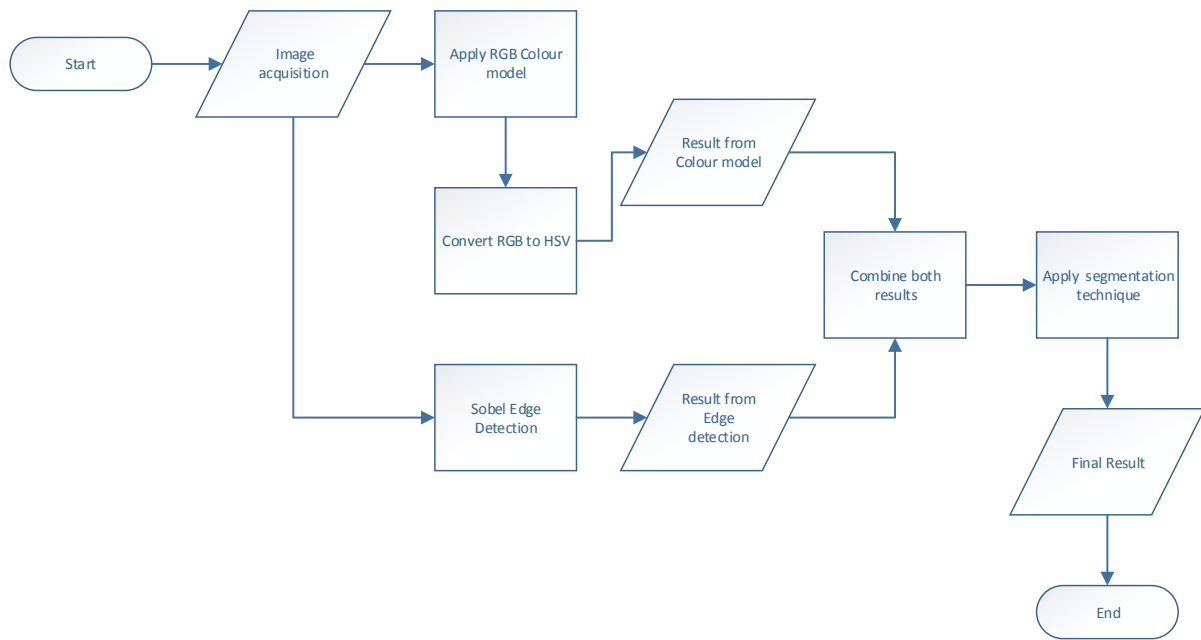 Start
Image
acquisition
Apply RGB Colour
model
Convert RGB to HSV
Result from
Colour model
Sobel Edge
Detection
Result from
Edge
detection
Combine both
results
Apply segmentation
technique
Final Result
End